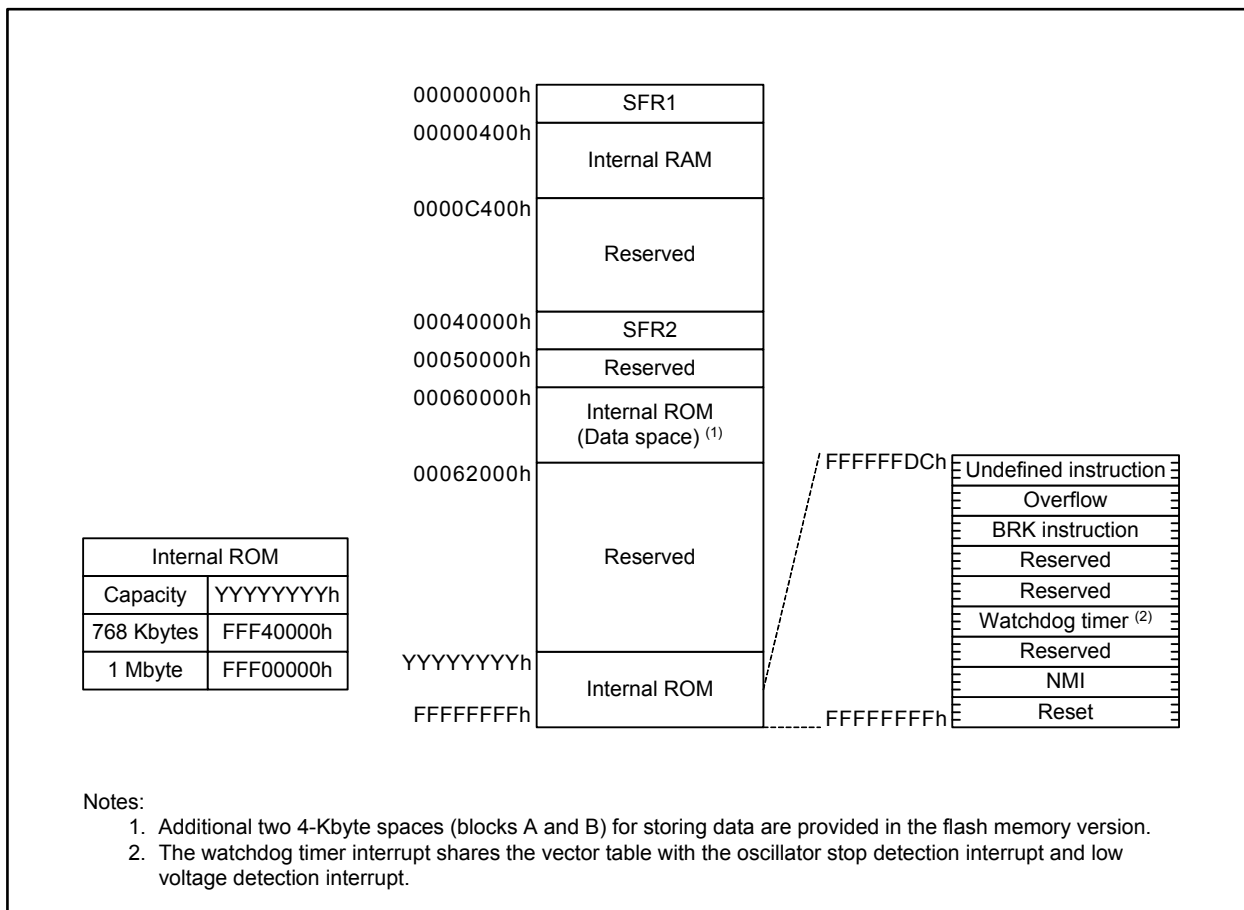 00000000h
SFR1
00000400h
Internal RAM
0000C400h
Reserved
00040000h
SFR2
00050000h
Reserved
00060000h
Internal ROM
(Data space) (1)
00062000h
Reserved
YYYYYYYYh
Internal ROM
FFFFFFFFh
Internal ROM
Capacity YYYYYYYYh
768 Kbytes FFF40000h
1 Mbyte FFF00000h
FFFFFFDCh
Undefined instruction
Overflow
BRK instruction
Reserved
Reserved
Watchdog timer (2)
Reserved
NMI
Reset
FFFFFFFFh
Notes:
1. Additional two 4-Kbyte spaces (blocks A and B) for storing data are provided in the flash memory version.
2. The watchdog timer interrupt shares the vector table with the oscillator stop detection interrupt and low
voltage detection interrupt.